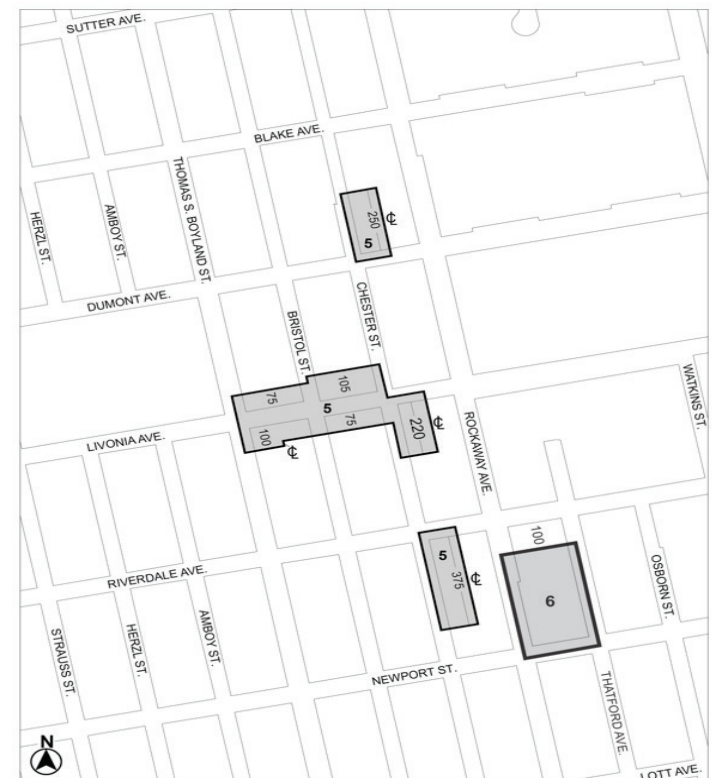 SUTTER AVE.
BLAKE AVE.
THOMAS S. BOYLAND ST.
HERZL ST.
AMBOY ST.
250
℄
5
DUMONT AVE.
BRISTOL ST.
CHESTER ST.
75
105
5
WATKINS ST.
LIVONIA AVE.
100
75
220
℄
℄
ROCKAWAY AVE.
100
5
375
℄
6
OSBORN ST.
RIVERDALE AVE.
STRAUSS ST.
HERZL ST.
AMBOY ST.
NEWPORT ST.
THATFORD AVE.
N
LOTT AVE.